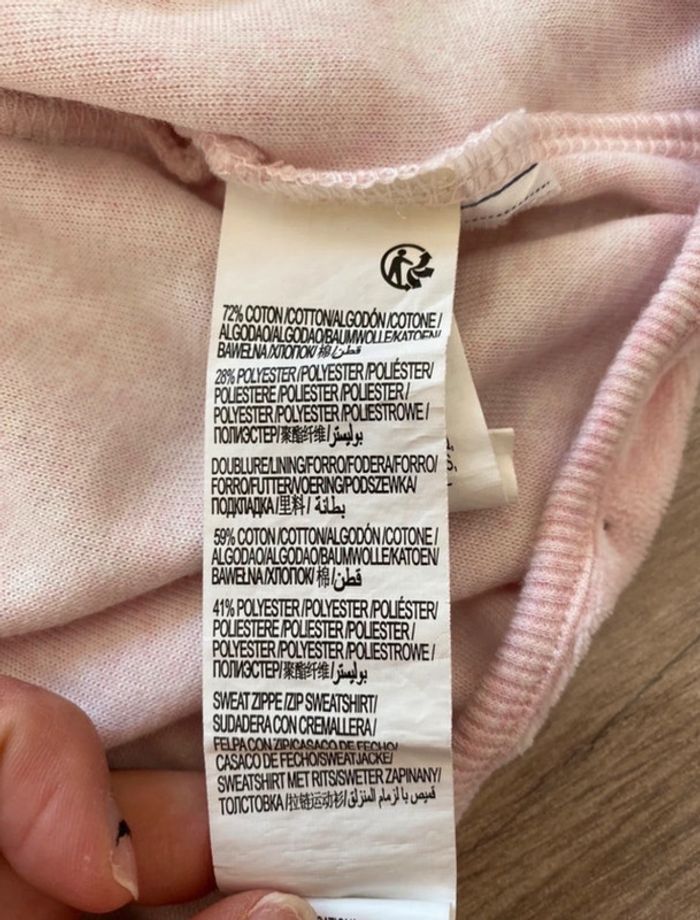 72% COTON /COTTON/ALGODÓN /COTONE /
ALGODAO/ALGODAO/BAUMWOLLE/KATOEN/
BAWEŁNA/ХЛОПОК/ 棉/قطن
28% POLYESTER /POLYESTER /POLIÉSTER/
POLIESTERE /POLIESTER /POLIESTER /
POLYESTER /POLYESTER /POLIESTROWE /
ПОЛИЭСТЕР/聚酯纤维/بوليستر
DOUBLURE/LINING/FORRO/FODERA/FORRO/
FORRO/FUTTER/VOERING/PODSZEWKA/
ПОДКЛАДКА /里料/ بطانة
59% COTON /COTTON/ALGODÓN /COTONE /
ALGODAO/ALGODAO/BAUMWOLLE/KATOEN/
BAWEŁNA /ХЛОПОК/ 棉/قطن
41% POLYESTER /POLYESTER /POLIÉSTER/
POLIESTERE /POLIESTER /POLIESTER /
POLYESTER /POLYESTER /POLIESTROWE /
ПОЛИЭСТЕР/聚酯纤维/بوليستر
SWEAT ZIPPE /ZIP SWEATSHIRT/
SUDADERA CON CREMALLERA /
FELPA CON ZIP/CASACO DE FECHO/
CASACO DE FECHO/SWEATJACKE/
SWEATSHIRT MET RITS/SWETER ZAPINANY/
ТОЛСТОВКА /拉链运动衫/ قميص بالزمام المنزلق